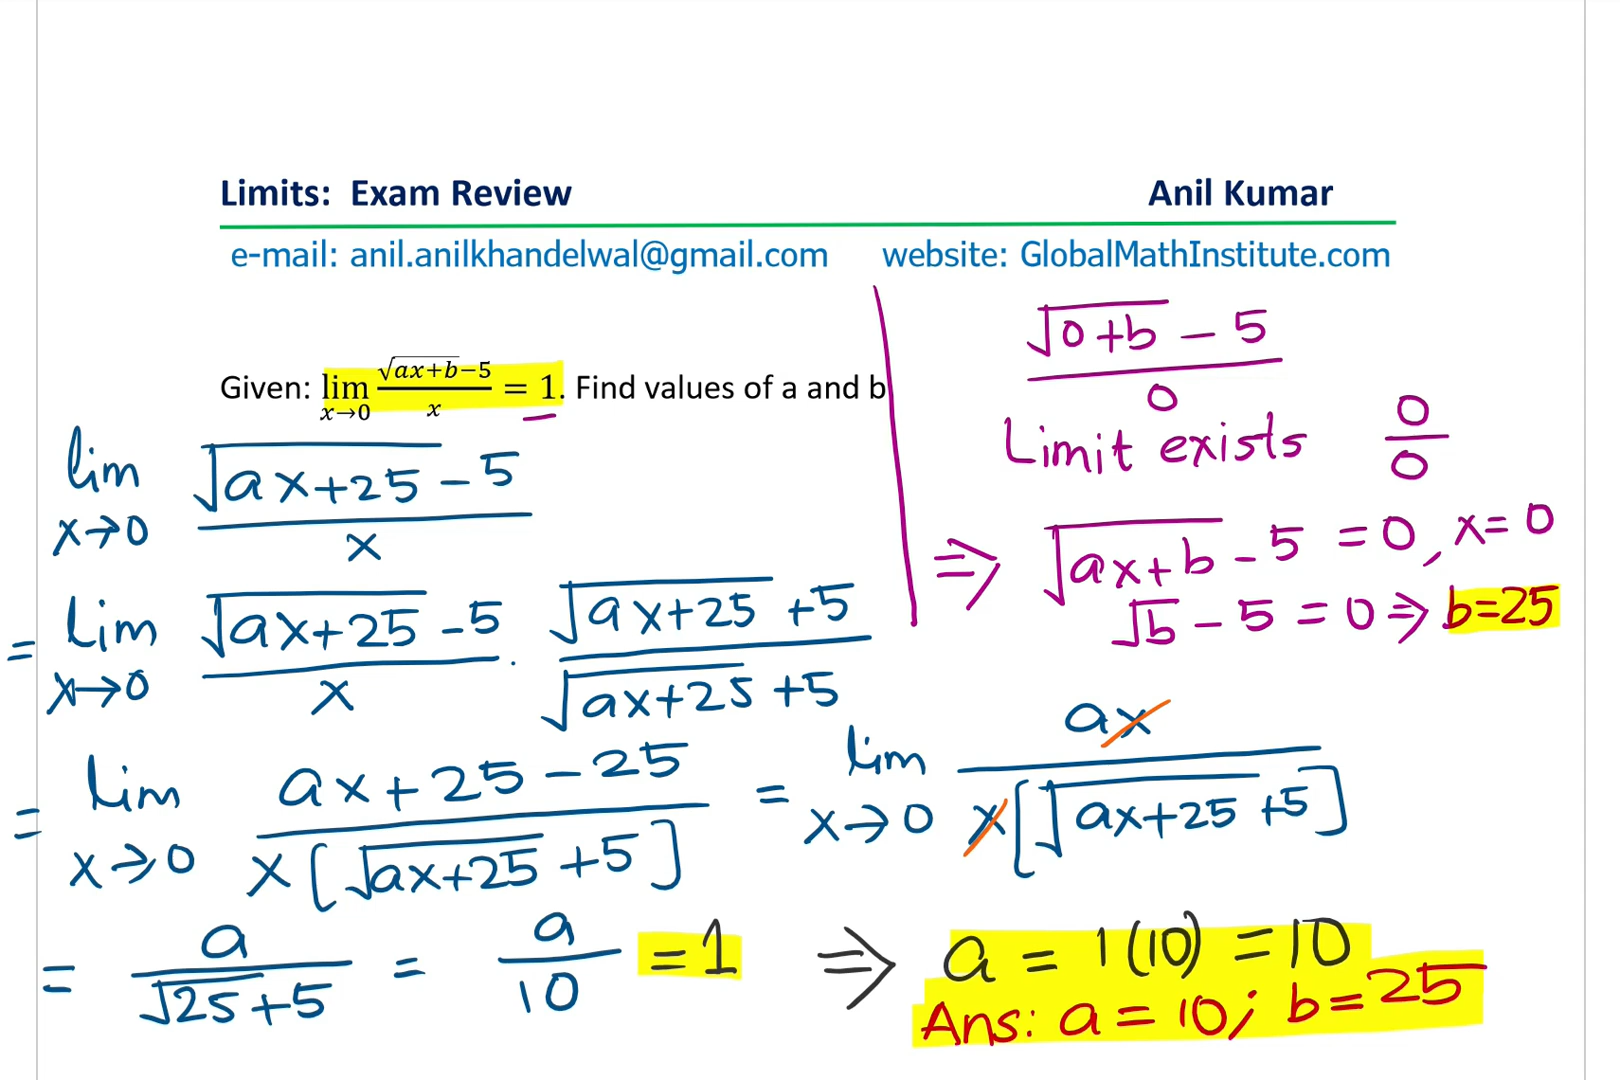 Limits: Exam Review Anil Kumar
e-mail: anil.anilkhandelwal@gmail.com website: GlobalMathInstitute.com
Given: lim x→0 (√(ax+b)−5)/x = 1. Find values of a and b
(√(0+b) − 5)/0
Limit exists 0/0
⇒ √(ax+b) − 5 = 0, x = 0
√b − 5 = 0 ⇒ b=25
lim x→0 (√(ax+25) − 5)/x
= lim x→0 (√(ax+25) − 5)/x · (√(ax+25) + 5)/(√(ax+25) + 5)
= lim x→0 (ax+25−25)/(x[√(ax+25) + 5]) = lim x→0 ax/(x[√(ax+25) + 5])
= a/(√25+5) = a/10 = 1 ⇒ a = 1(10) = 10
Ans: a = 10; b = 25